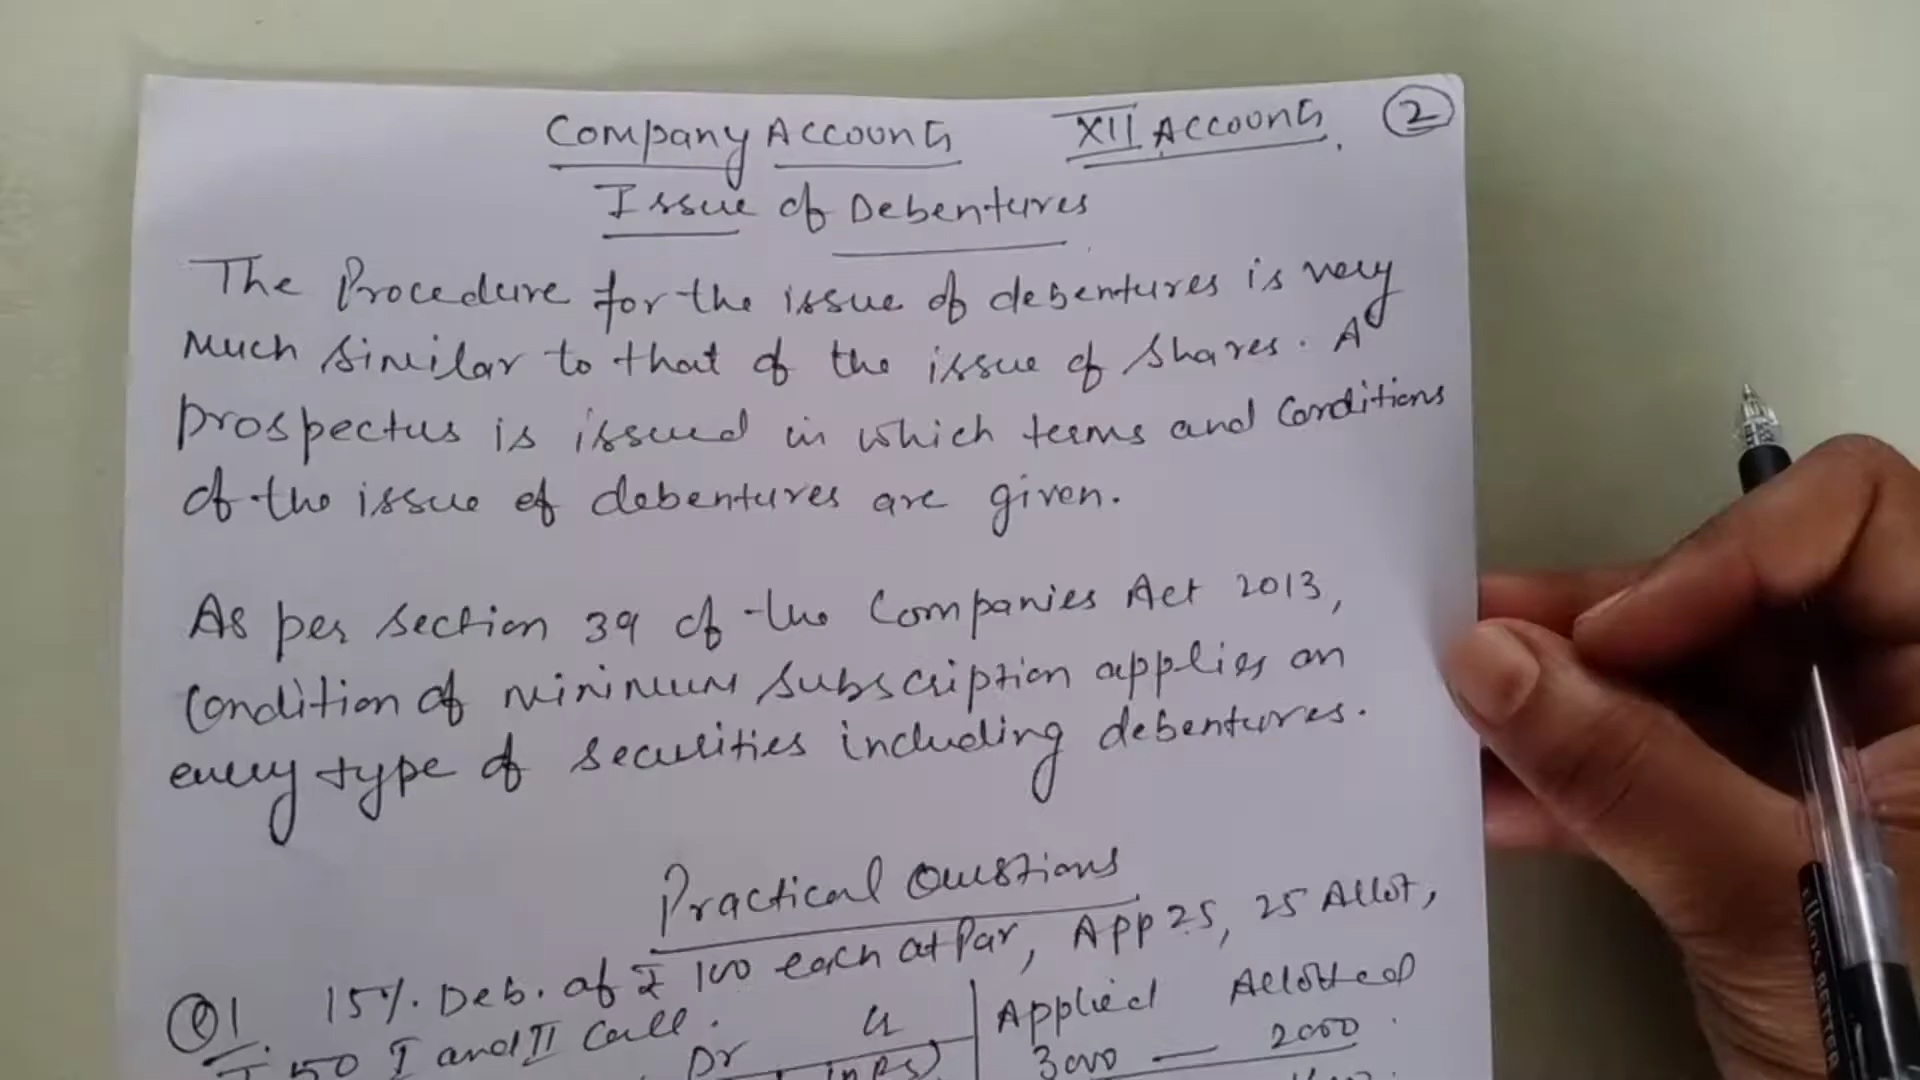 Company Accounts XII Accounts 2
Issue of Debentures
The Procedure for the issue of debentures is very
Much similar to that of the issue of shares. A
prospectus is issued in which terms and Conditions
of the issue of debentures are given.
As per section 39 of the Companies Act 2013,
Condition of minimum subscription applies on
every type of securities including debentures.
Practical Questions
Q1. 15%. Deb. of ₹ 100 each at Par, App 25, 25 Allot,
50 I and II Call.
Applied Allotted
Dr
3000 — 2000